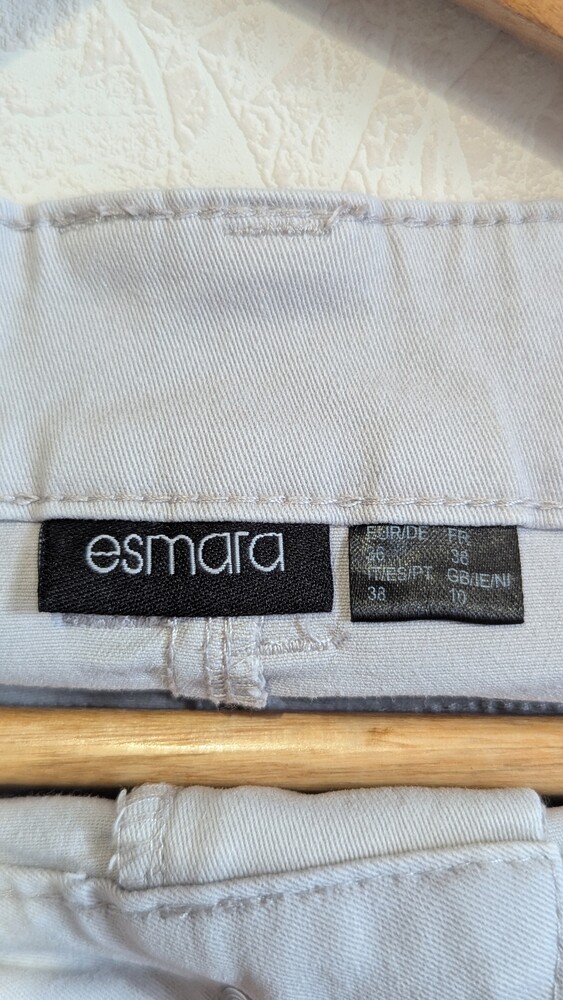 esmara
EUR/DE FR
36 38
IT/ES/PT GB/IE/NI
38 10